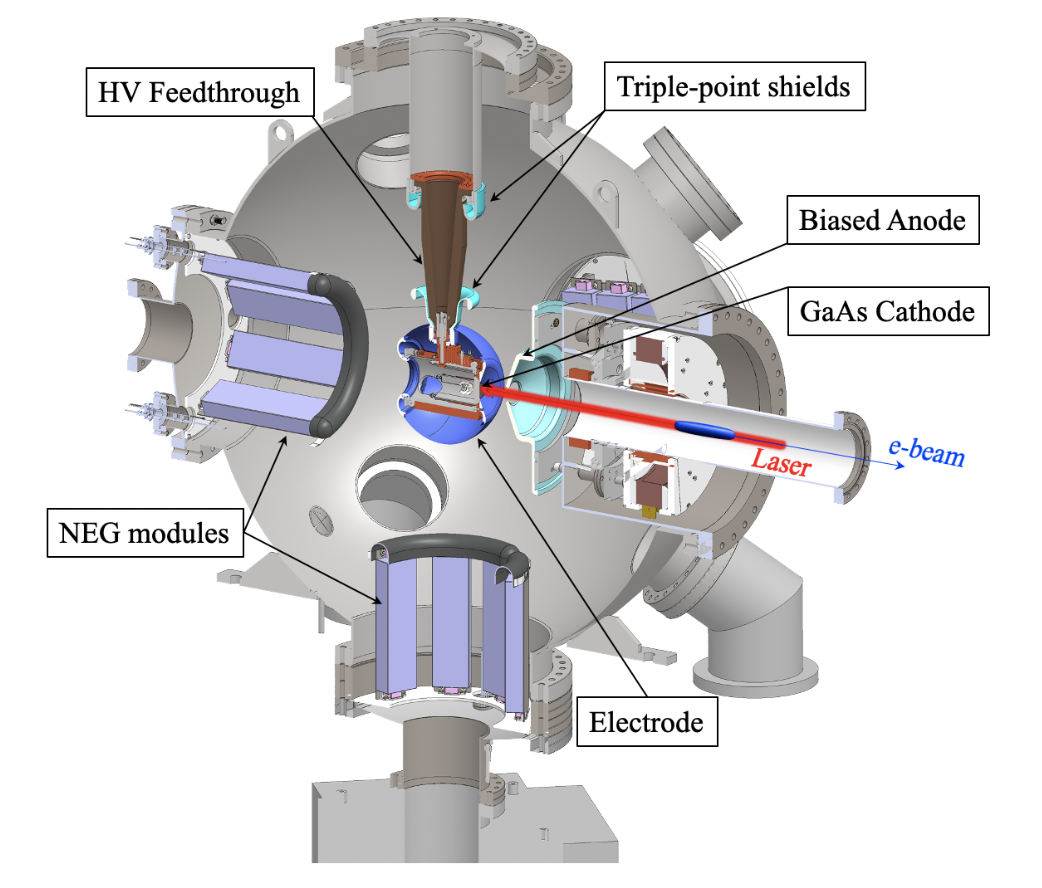 HV Feedthrough
Triple-point shields
Biased Anode
GaAs Cathode
Laser
e-beam
NEG modules
Electrode